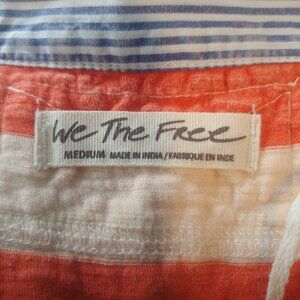 We The Free
MEDIUM MADE IN INDIA / FABRIQUE EN INDE